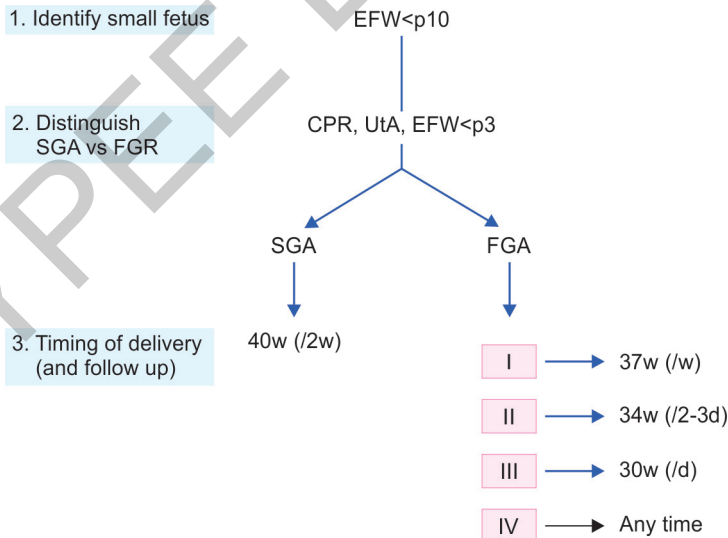 1. Identify small fetus
EFW<p10
2. Distinguish
SGA vs FGR
CPR, UtA, EFW<p3
SGA
FGA
3. Timing of delivery
(and follow up)
40w (/2w)
I
37w (/w)
II
34w (/2-3d)
III
30w (/d)
IV
Any time